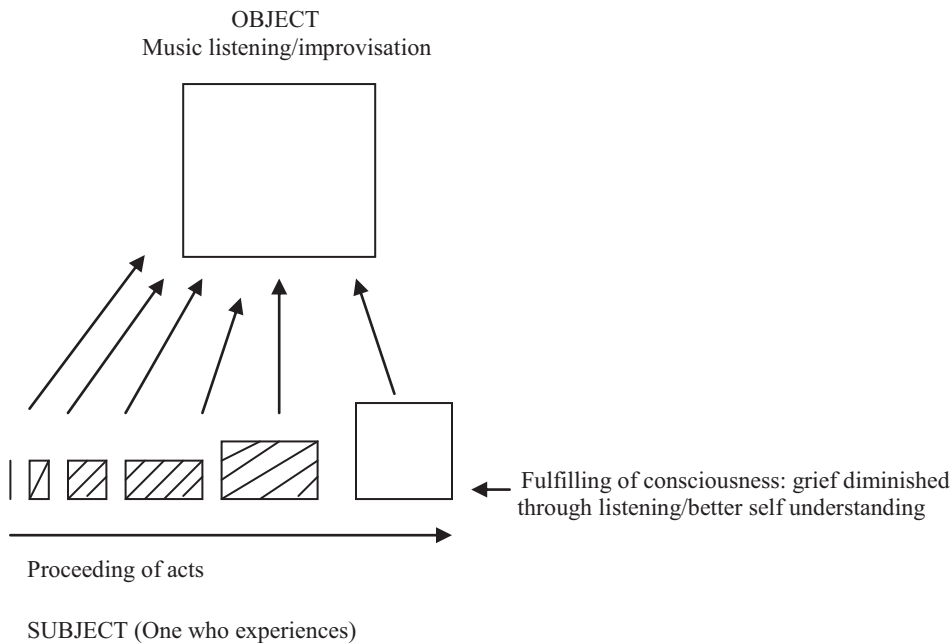 OBJECT
Music listening/improvisation
Fulfilling of consciousness: grief diminished
through listening/better self understanding
Proceeding of acts
SUBJECT (One who experiences)